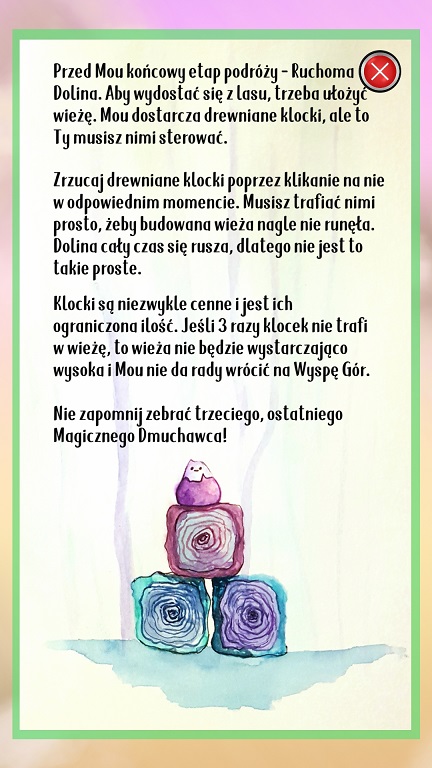 Przed Mou końcowy etap podróży - Ruchoma
Dolina. Aby wydostać się z lasu, trzeba ułożyć
wieżę. Mou dostarcza drewniane klocki, ale to
Ty musisz nimi sterować.
Zrzucaj drewniane klocki poprzez klikanie na nie
w odpowiednim momencie. Musisz trafiać nimi
prosto, żeby budowana wieża nagle nie runęła.
Dolina cały czas się rusza, dlatego nie jest to
takie proste.
Klocki są niezwykle cenne i jest ich
ograniczona ilość. Jeśli 3 razy klocek nie trafi
w wieżę, to wieża nie będzie wystarczająco
wysoka i Mou nie da rady wrócić na Wyspę Gór.
Nie zapomnij zebrać trzeciego, ostatniego
Magicznego Dmuchawca!